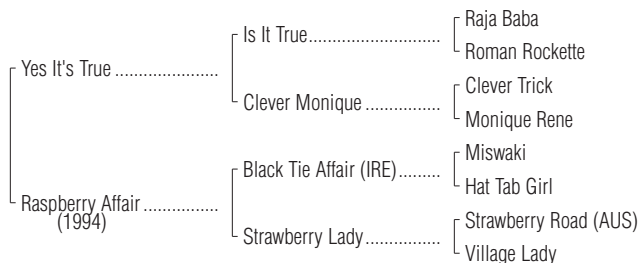 Raja Baba
Is It True..............................
Roman Rockette
Yes It's True .......................
Clever Trick
Clever Monique .................
Monique Rene
Miswaki
Black Tie Affair (IRE).........
Hat Tab Girl
Raspberry Affair .................
(1994)
Strawberry Road (AUS)
Strawberry Lady.................
Village Lady